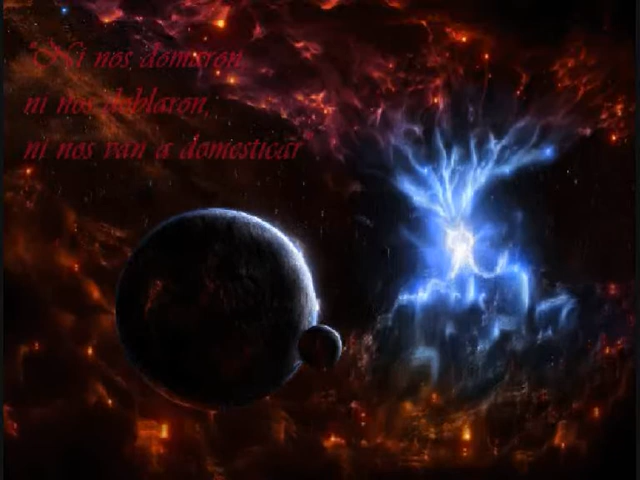 "Ni nos domaron,
ni nos doblaron,
ni nos van a domesticar"